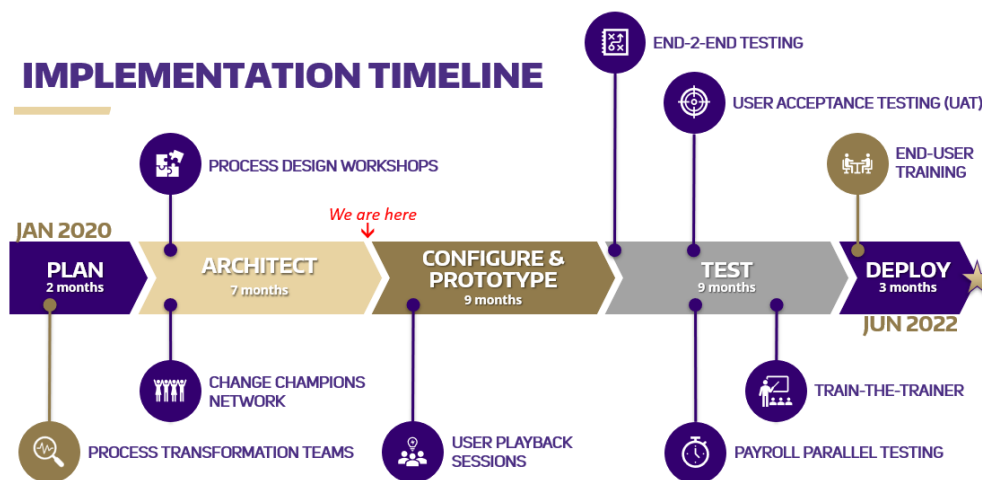 END-2-END TESTING
IMPLEMENTATION TIMELINE
USER ACCEPTANCE TESTING (UAT)
PROCESS DESIGN WORKSHOPS
END-USER
TRAINING
We are here
JAN 2020
PLAN
2 months
ARCHITECT
7 months
CONFIGURE &
PROTOTYPE
9 months
TEST
9 months
DEPLOY
3 months
JUN 2022
CHANGE CHAMPIONS
NETWORK
TRAIN-THE-TRAINER
PROCESS TRANSFORMATION TEAMS
USER PLAYBACK
SESSIONS
PAYROLL PARALLEL TESTING